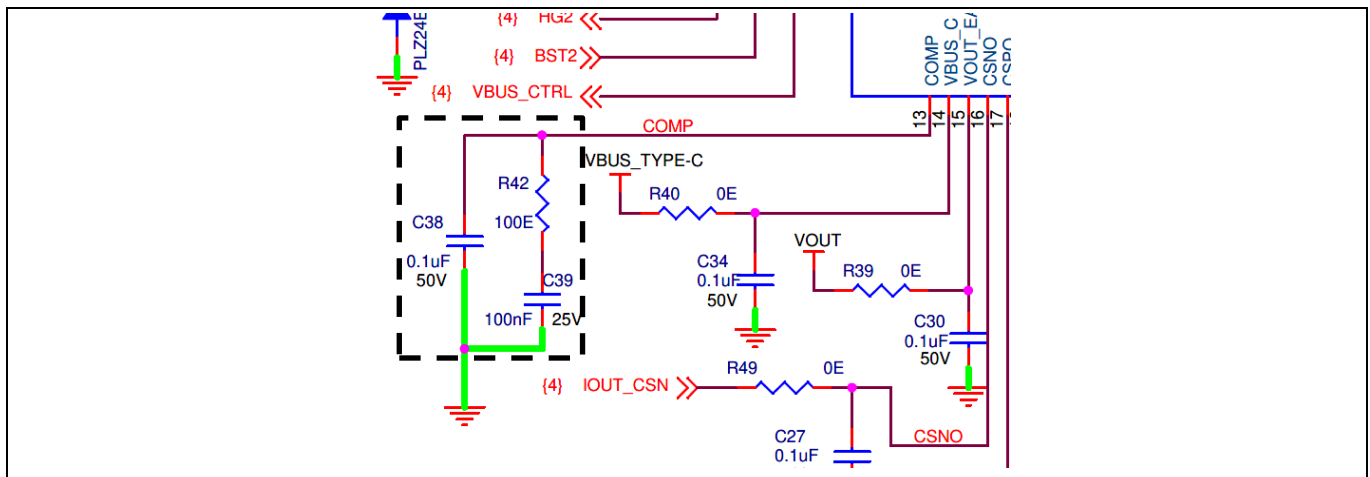 {4} HG2
PLZ24E
{4} BST2
{4} VBUS_CTRL
COMP
VBUS_C
VOUT_EA
CSNO
13
14
15
16
17
COMP
VBUS_TYPE-C
R42
100E
R40 0E
C38
0.1uF
50V
C39
100nF 25V
C34
0.1uF
50V
VOUT
R39 0E
C30
0.1uF
50V
{4} IOUT_CSN
R49 0E
CSNO
C27
0.1uF